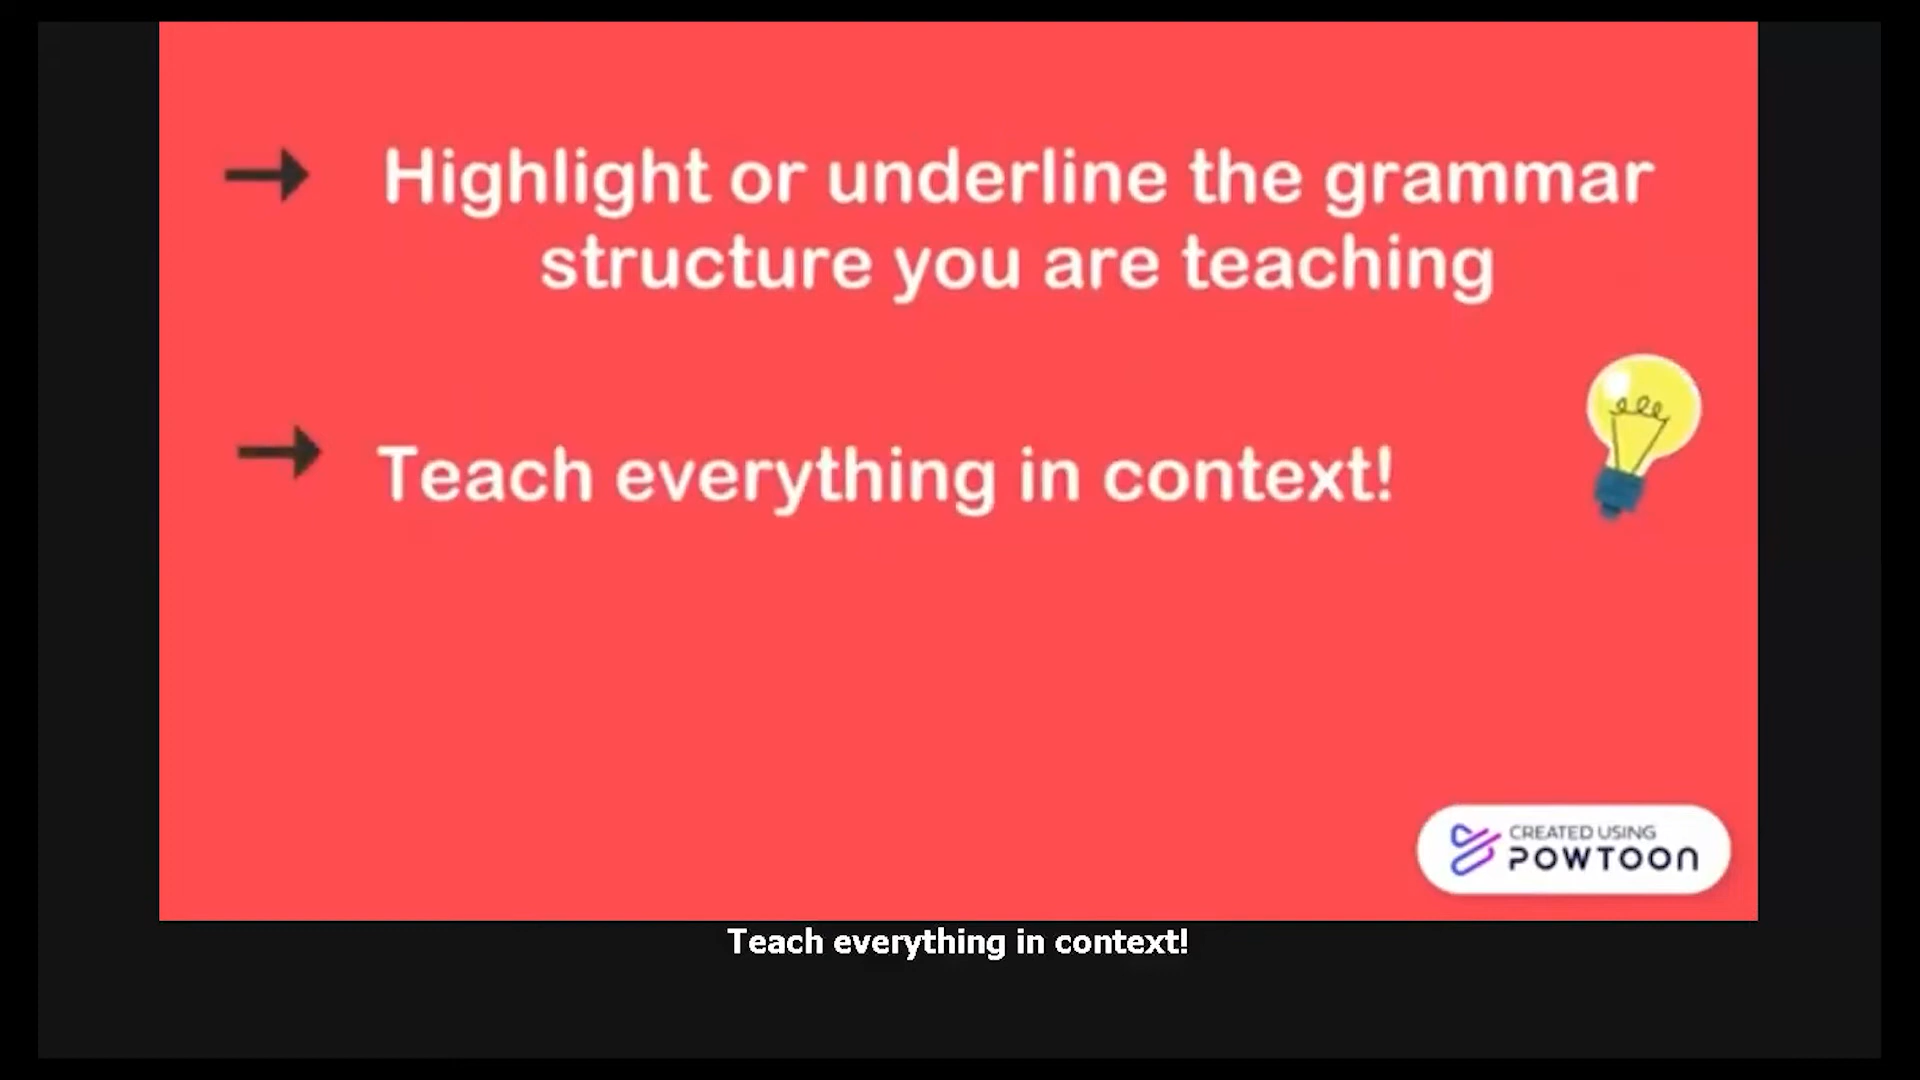 Highlight or underline the grammar
structure you are teaching
Teach everything in context!
CREATED USING
POWTOON
Teach everything in context!